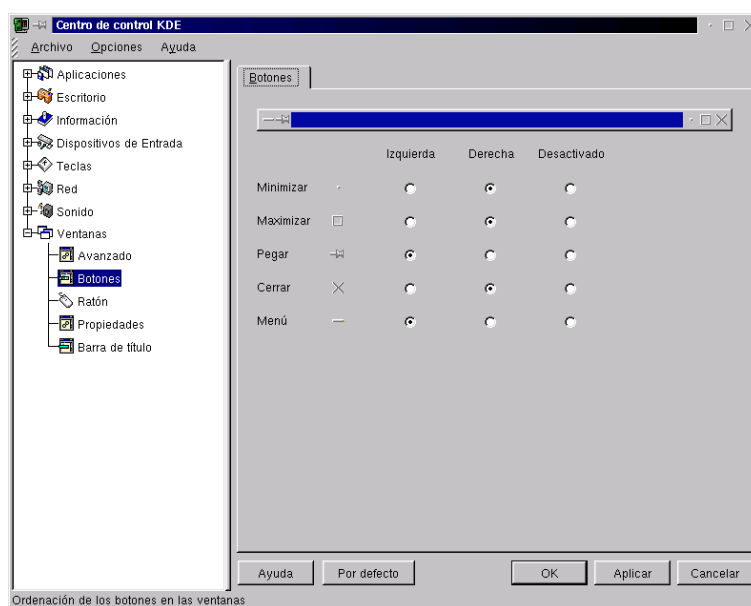 Centro de control KDE
Archivo Opciones Ayuda
Aplicaciones
Escritorio
Información
Dispositivos de Entrada
Teclas
Red
Sonido
Ventanas
Avanzado
Botones
Ratón
Propiedades
Barra de título
Botones
Izquierda Derecha Desactivado
Minimizar
Maximizar
Pegar
Cerrar
Menú
Ayuda Por defecto OK Aplicar Cancelar
Ordenación de los botones en las ventanas